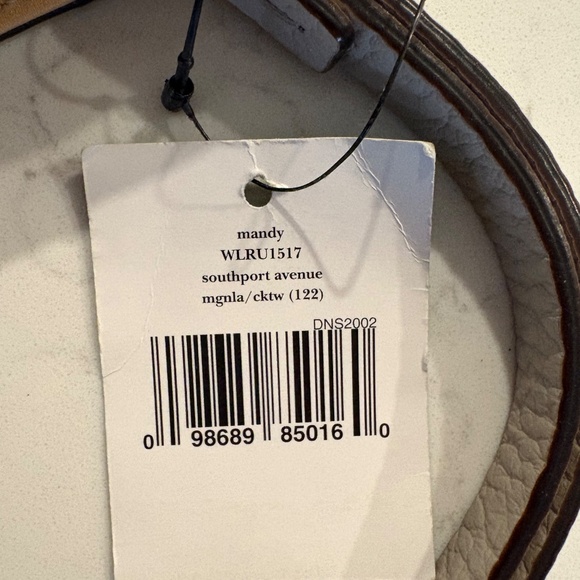 mandy
WLRU1517
southport avenue
mgnla/cktw (122)
DNS2002
0 98689 85016 0